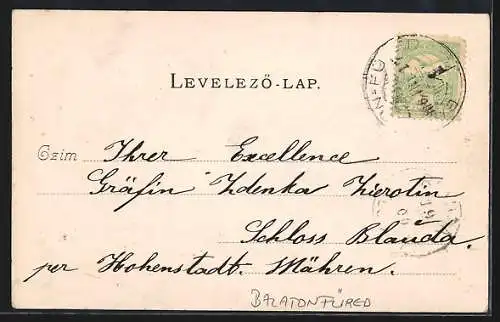 LEVELEZŐ-LAP.
Czim Ihrer Excellence
Gräfin Zdenka Zierotin
Schloss Blauda.
per Hohenstadt. Mähren.
BALATONFÜRED